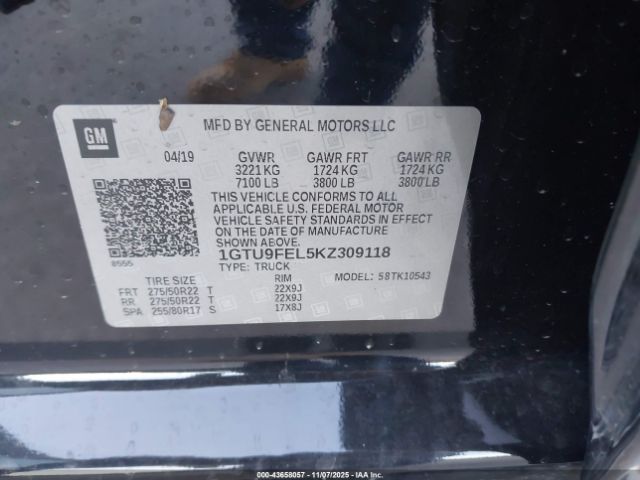 GM
MFD BY GENERAL MOTORS LLC
04/19 GVWR GAWR FRT GAWR RR
3221 KG 1724 KG 1724 KG
7100 LB 3800 LB 3800 LB
THIS VEHICLE CONFORMS TO ALL
APPLICABLE U.S. FEDERAL MOTOR
VEHICLE SAFETY STANDARDS IN EFFECT
ON THE DATE OF MANUFACTURE
SHOWN ABOVE.
1GTU9FEL5KZ309118
8555
TYPE: TRUCK MODEL: 58TK10543
TIRE SIZE RIM
FRT 275/50R22 T 22X9J
RR 275/50R22 T 22X9J
SPA 255/80R17 S 17X8J
© IAA 000-43658057 - 11/07/2025 - IAAI.COM